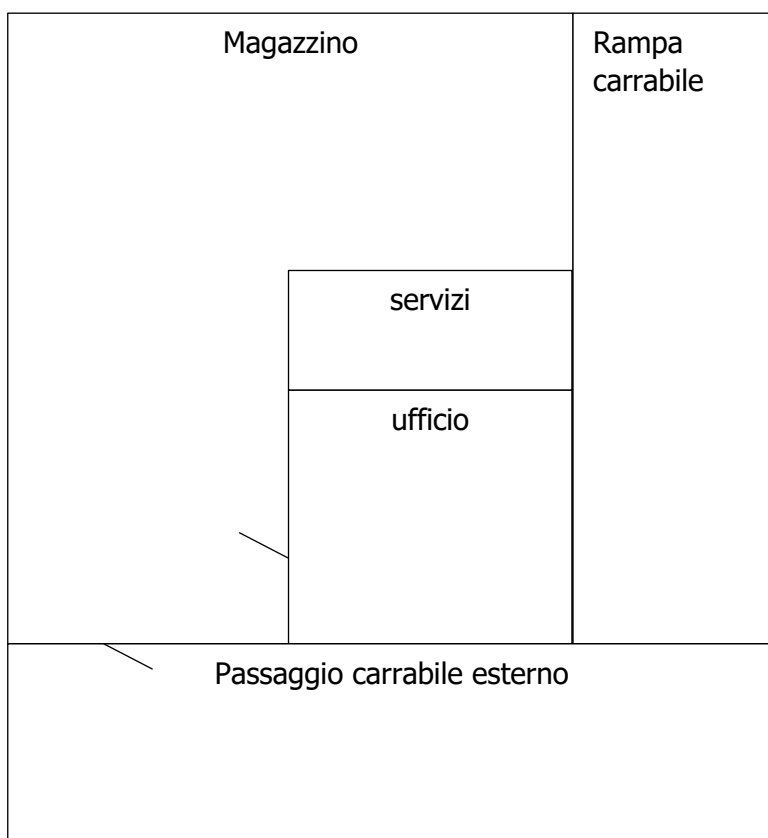 Magazzino
Rampa
carrabile
servizi
ufficio
Passaggio carrabile esterno